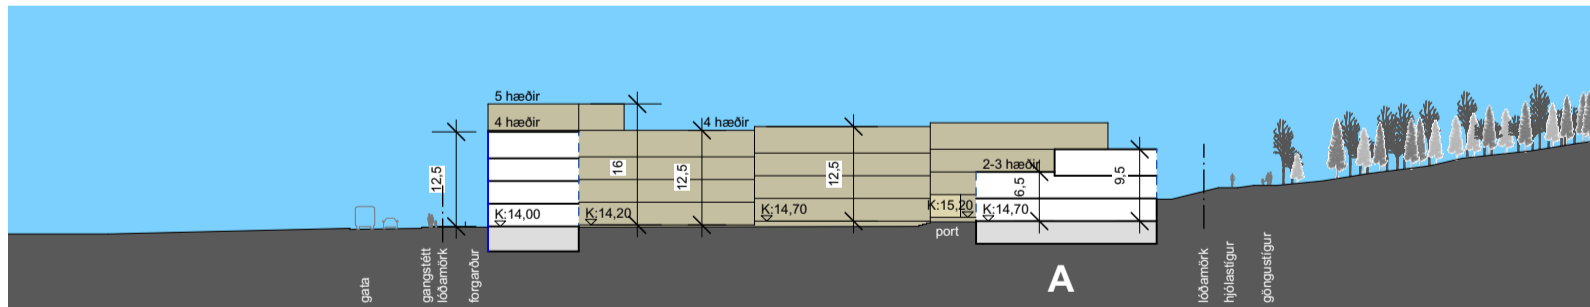 5 hæðir
4 hæðir
4 hæðir
12,5
16
12,5
12,5
2-3 hæðir
6,5
9,5
K:14,00
K:14,20
K:14,70
K:15,20
K:14,70
port
gata
gangstétt
lóðamörk
forgarður
A
lóðamörk
hjólastígur
göngustígur